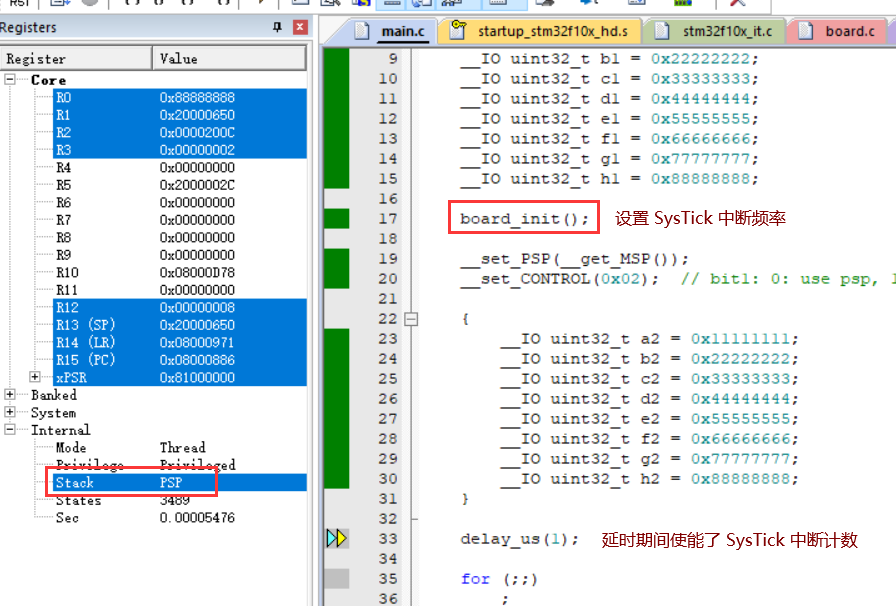 RST
Registers
Register Value
Core
R0 0x88888888
R1 0x20000650
R2 0x0000200C
R3 0x00000002
R4 0x00000000
R5 0x2000002C
R6 0x00000000
R7 0x00000000
R8 0x00000000
R9 0x00000000
R10 0x08000D78
R11 0x00000000
R12 0x00000008
R13 (SP) 0x20000650
R14 (LR) 0x08000971
R15 (PC) 0x08000886
xPSR 0x81000000
Banked
System
Internal
Mode Thread
Privilege Privileged
Stack PSP
States 3489
Sec 0.00005476
main.c startup_stm32f10x_hd.s stm32f10x_it.c board.c
9 __IO uint32_t b1 = 0x22222222;
10 __IO uint32_t c1 = 0x33333333;
11 __IO uint32_t d1 = 0x44444444;
12 __IO uint32_t e1 = 0x55555555;
13 __IO uint32_t f1 = 0x66666666;
14 __IO uint32_t g1 = 0x77777777;
15 __IO uint32_t h1 = 0x88888888;
16
17 board_init(); 设置 SysTick 中断频率
18
19 __set_PSP(__get_MSP());
20 __set_CONTROL(0x02); // bit1: 0: use psp,
21
22 {
23 __IO uint32_t a2 = 0x11111111;
24 __IO uint32_t b2 = 0x22222222;
25 __IO uint32_t c2 = 0x33333333;
26 __IO uint32_t d2 = 0x44444444;
27 __IO uint32_t e2 = 0x55555555;
28 __IO uint32_t f2 = 0x66666666;
29 __IO uint32_t g2 = 0x77777777;
30 __IO uint32_t h2 = 0x88888888;
31 }
32
33 delay_us(1); 延时期间使能了 SysTick 中断计数
34
35 for (;;)
36 ;